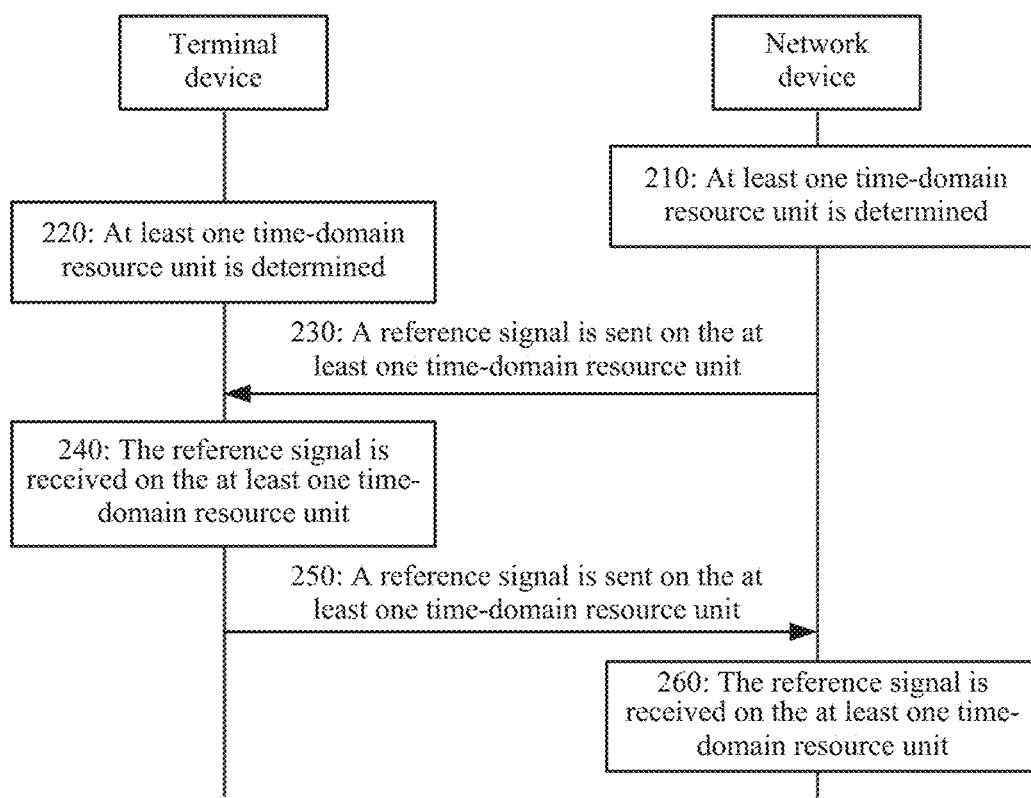 Terminal
device
Network
device
210: At least one time-domain
resource unit is determined
220: At least one time-domain
resource unit is determined
230: A reference signal is sent on the at
least one time-domain resource unit
240: The reference signal is
received on the at least one time-
domain resource unit
250: A reference signal is sent on the at
least one time-domain resource unit
260: The reference signal is
received on the at least one time-
domain resource unit